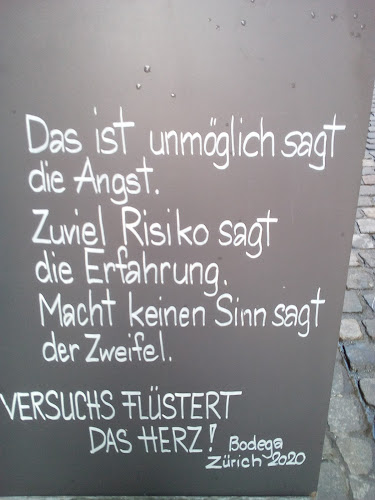 Das ist unmöglich sagt
die Angst.
Zuviel Risiko sagt
die Erfahrung.
Macht keinen Sinn sagt
der Zweifel.
VERSUCHS FLÜSTERT
DAS HERZ!
Bodega
Zürich 2020